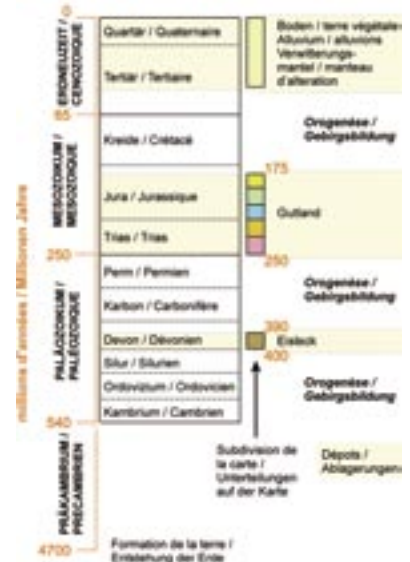 0
millions d'années / Millionen Jahre
ERDNEUZEIT /
CENOZOIQUE
Quartär / Quaternaire
Tertiär / Tertiaire
Boden / terre végétale
Alluvium / alluvions
Verwitterungs-
mantel / manteau
d'alteration
65
MESOZOIKUM /
MESOZOIQUE
Kreide / Crétacé
Orogenèse /
Gebirgsbildung
175
Jura / Jurassique
Trias / Trias
Gutland
250
250
PALÄOZOIKUM /
PALÉOZOIQUE
Perm / Permien
Karbon / Carbonifère
Orogenèse /
Gebirgsbildung
390
Devon / Dévonien
Eisleck
400
Silur / Silurien
Ordovizium / Ordovicien
Kambrium / Cambrien
Orogenèse /
Gebirgsbildung
540
PRÄKAMBRIUM /
PRECAMBRIEN
Subdivision de
la carte /
Unterteilungen
auf der Karte
Dépots /
Ablagerungen
4700
Formation de la terre /
Entstehung der Erde